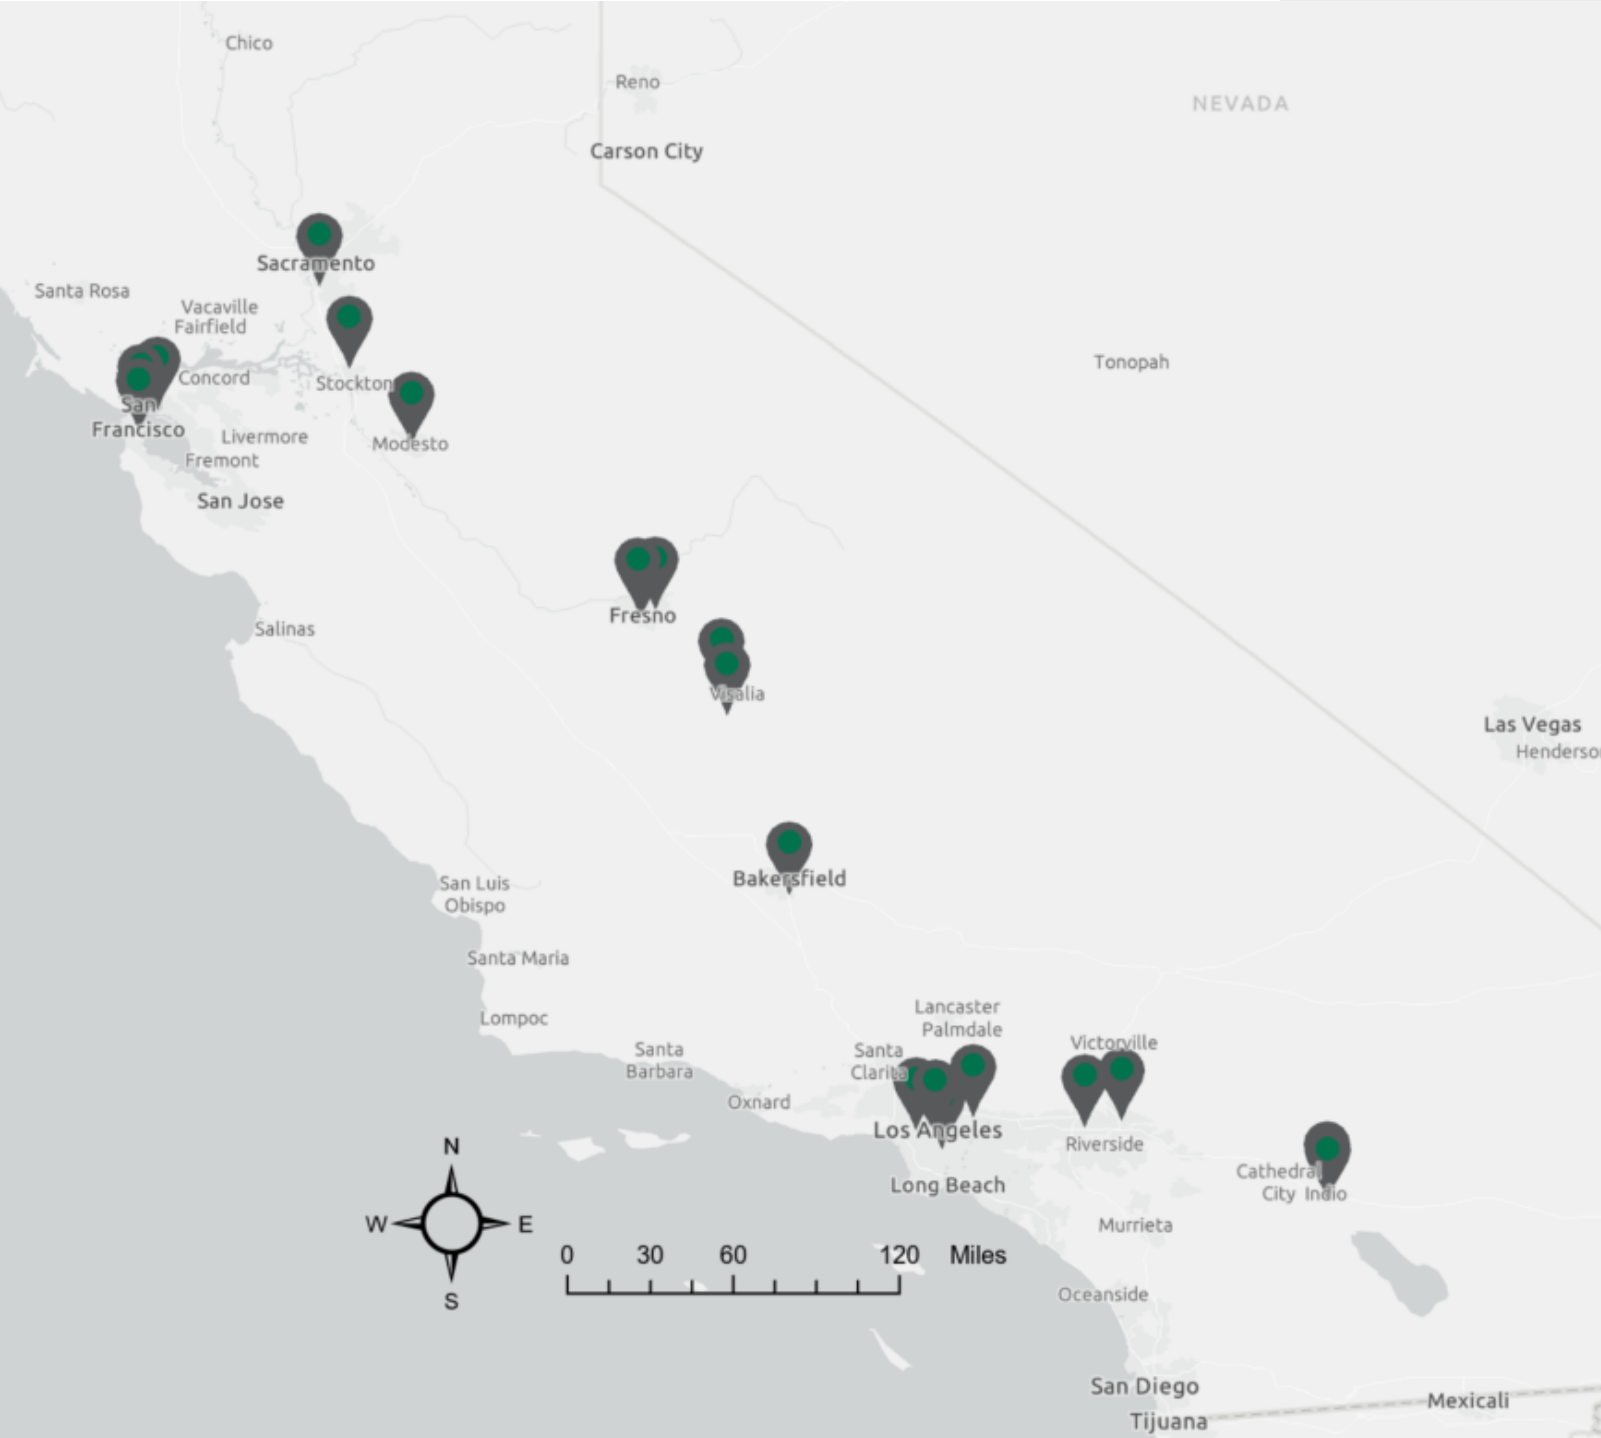 Chico
Reno
NEVADA
Carson City
Sacramento
Santa Rosa
Vacaville
Fairfield
Tonopah
Concord
Stockton
San
Francisco
Livermore
Modesto
Fremont
San Jose
Fresno
Salinas
Visalia
Las Vegas
Henderson
Bakersfield
San Luis
Obispo
Santa Maria
Lancaster
Palmdale
Lompoc
Victorville
Santa
Clarita
Santa
Barbara
Oxnard
Los Angeles
Riverside
N
Cathedral
City Indio
Long Beach
W
E
Murrieta
0 30 60 120 Miles
S
Oceanside
San Diego
Mexicali
Tijuana